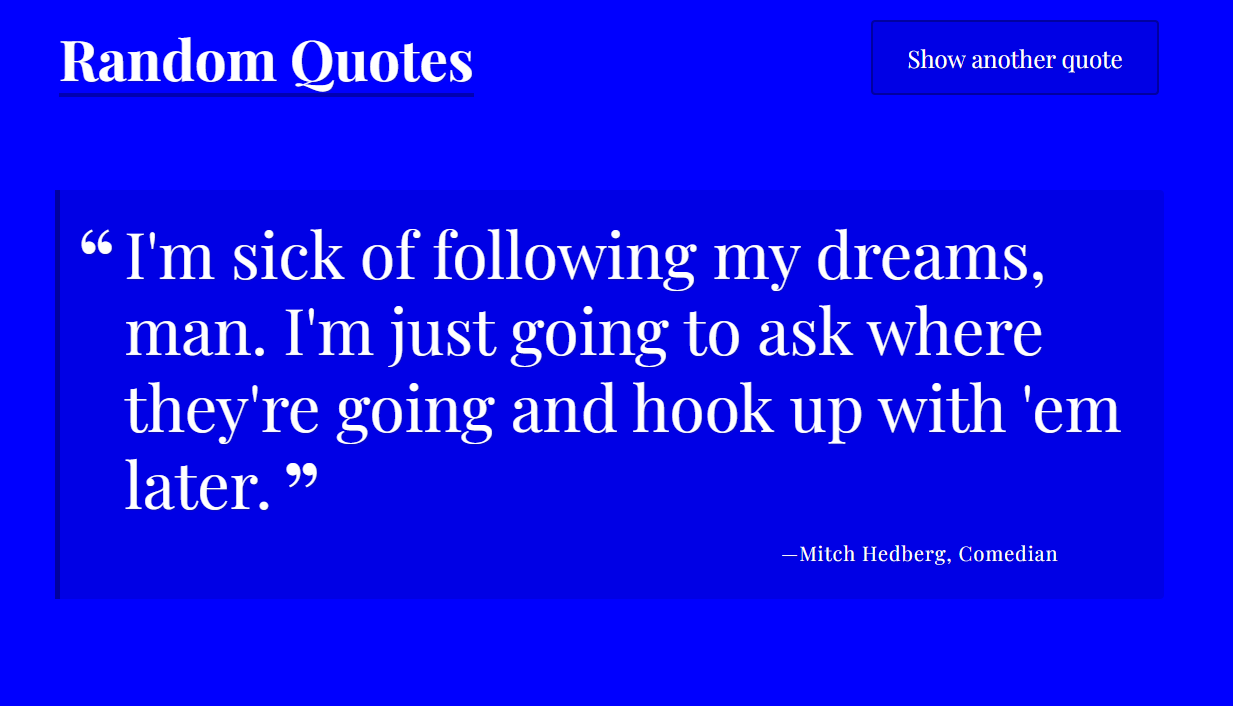 Random Quotes
Show another quote
“I'm sick of following my dreams,
man. I'm just going to ask where
they're going and hook up with 'em
later.”
—Mitch Hedberg, Comedian